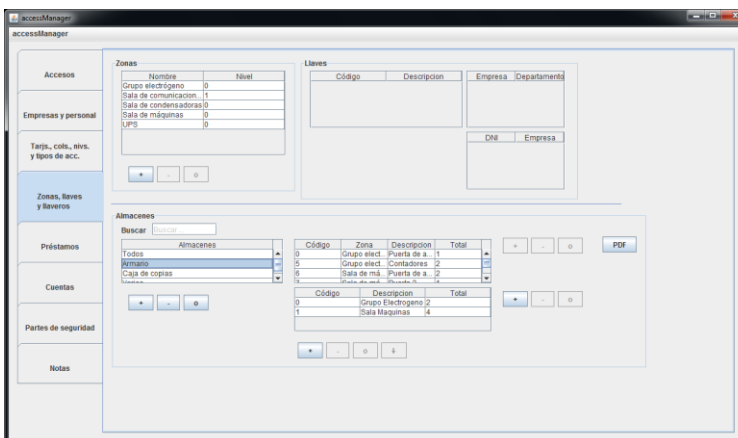 accessManager
accessManager
Accesos
Empresas y personal
Tarjs., cols., nivs.
y tipos de acc.
Zonas, llaves
y llaveros
Préstamos
Cuentas
Partes de seguridad
Notas
Zonas
Nombre Nivel
Grupo electrógeno 0
Sala de comunicacion... 1
Sala de condensadoras 0
Sala de máquinas 0
UPS 0
+ - o
Llaves
Código Descripcion
Empresa Departamento
DNI Empresa
Almacenes
Buscar Buscar...
Almacenes
Todos
Armario
Caja de copias
+ - o
Código Zona Descripcion Total
0 Grupo elect... Puerta de a... 1
5 Grupo elect... Contadores 2
6 Sala de má... Puerta de a... 2
+ - o
PDF
Código Descripcion Total
0 Grupo Electrogeno 2
1 Sala Maquinas 4
+ - o
+ - o